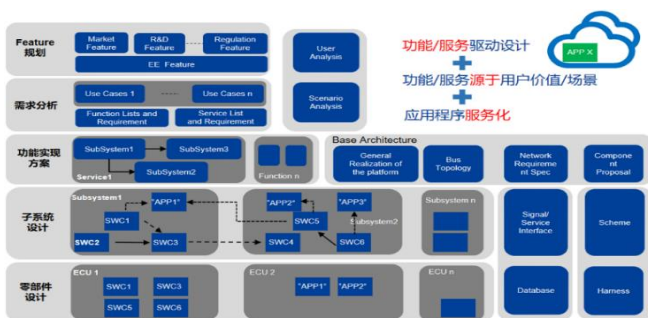 Feature
规划
Market
Feature
R&D
Feature
Regulation
Feature
EE Feature
User
Analysis
功能/服务驱动设计
功能/服务源于用户价值/场景
应用程序服务化
APP X
需求分析
Use Cases 1
Use Cases n
Function Lists and
Requirement
Service List
and Requirement
Scenario
Analysis
功能实现
方案
SubSystem1
SubSystem3
SubSystem2
Service1
Function n
Base Architecture
General
Realization of
the platform
Bus
Topology
Network
Requireme
nt Spec
Compone
nt
Proposal
子系统
设计
Subsystem1
"APP1"
SWC1
SWC2
SWC3
"APP2"
"APP3"
SWC5
Subsystem2
SWC4
SWC6
Subsystem n
Signal/
Service
Interface
Scheme
零部件
设计
ECU 1
SWC1
SWC3
SWC5
SWC6
ECU 2
"APP1"
"APP2"
ECU n
Database
Harness